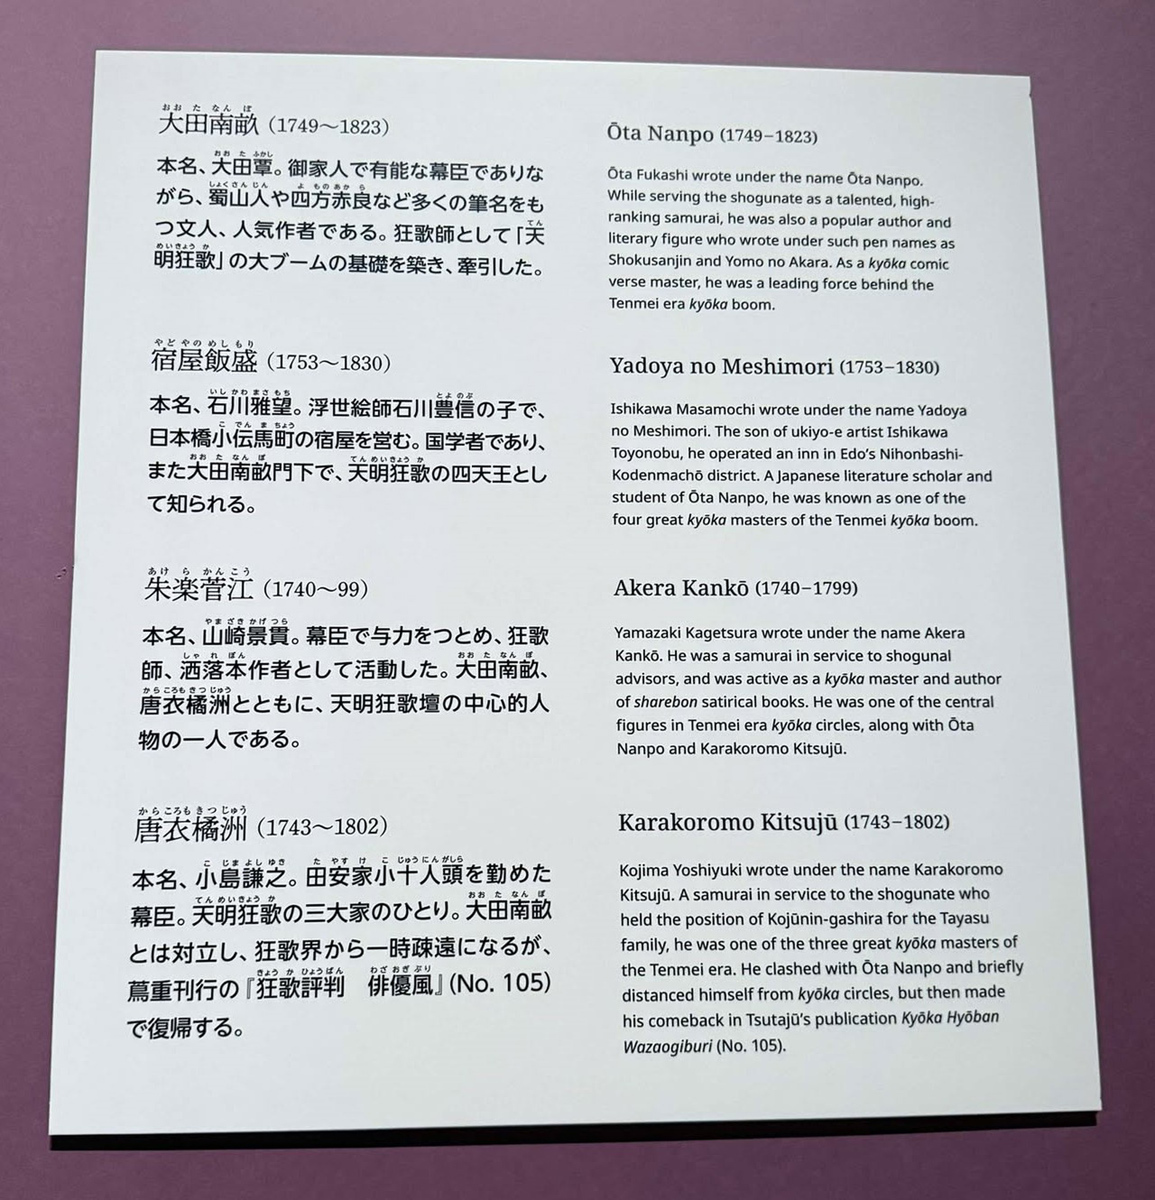 大田南畝（1749～1823）
本名、大田覃。御家人で有能な幕臣でありな
がら、蜀山人や四方赤良など多くの筆名をも
つ文人、人気作者である。狂歌師として「天
明狂歌」の大ブームの基礎を築き、牽引した。
宿屋飯盛（1753～1830）
本名、石川雅望。浮世絵師石川豊信の子で、
日本橋小伝馬町の宿屋を営む。国学者であり、
また大田南畝門下で、天明狂歌の四天王とし
て知られる。
朱楽菅江（1740～99）
本名、山崎景貫。幕臣で与力をつとめ、狂歌
師、洒落本作者として活動した。大田南畝、
唐衣橘洲とともに、天明狂歌壇の中心的人
物の一人である。
唐衣橘洲（1743～1802）
本名、小島謙之。田安家小十人頭を勤めた
幕臣。天明狂歌の三大家のひとり。大田南畝
とは対立し、狂歌界から一時疎遠になるが、
蔦重刊行の『狂歌評判　俳優風』(No. 105)
で復帰する。
Ōta Nanpo (1749–1823)
Ōta Fukashi wrote under the name Ōta Nanpo.
While serving the shogunate as a talented, high-
ranking samurai, he was also a popular author and
literary figure who wrote under such pen names as
Shokusanjin and Yomo no Akara. As a kyōka comic
verse master, he was a leading force behind the
Tenmei era kyōka boom.
Yadoya no Meshimori (1753–1830)
Ishikawa Masamochi wrote under the name Yadoya
no Meshimori. The son of ukiyo-e artist Ishikawa
Toyonobu, he operated an inn in Edo’s Nihonbashi-
Kodenmachō district. A Japanese literature scholar and
student of Ōta Nanpo, he was known as one of the
four great kyōka masters of the Tenmei kyōka boom.
Akera Kankō (1740–1799)
Yamazaki Kagetsura wrote under the name Akera
Kankō. He was a samurai in service to shogunal
advisors, and was active as a kyōka master and author
of sharebon satirical books. He was one of the central
figures in Tenmei era kyōka circles, along with Ōta
Nanpo and Karakoromo Kitsujū.
Karakoromo Kitsujū (1743–1802)
Kojima Yoshiyuki wrote under the name Karakoromo
Kitsujū. A samurai in service to the shogunate who
held the position of Kojūnin-gashira for the Tayasu
family, he was one of the three great kyōka masters of
the Tenmei era. He clashed with Ōta Nanpo and briefly
distanced himself from kyōka circles, but then made
his comeback in Tsutajū’s publication Kyōka Hyōban
Wazaogiburi (No. 105).